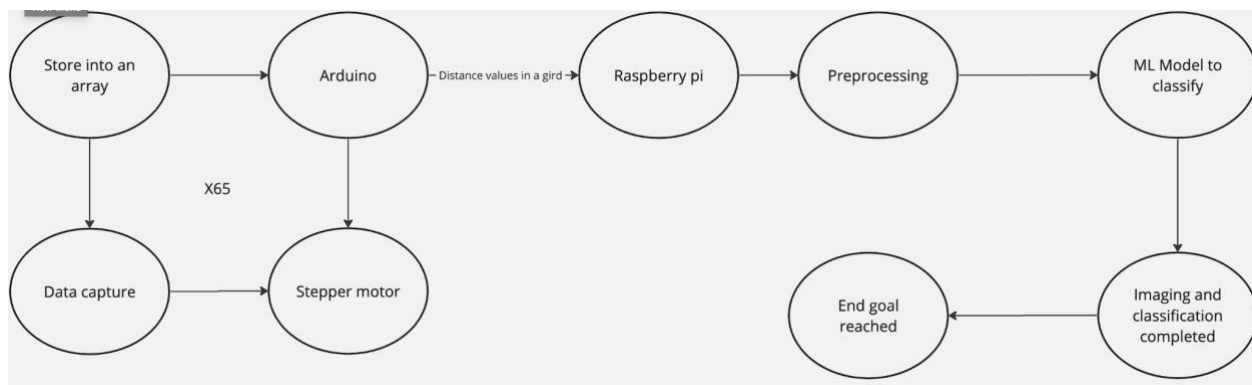 Store into an
array
Arduino
Distance values in a gird
Raspberry pi
Preprocessing
ML Model to
classify
X65
Data capture
Stepper motor
End goal
reached
Imaging and
classification
completed